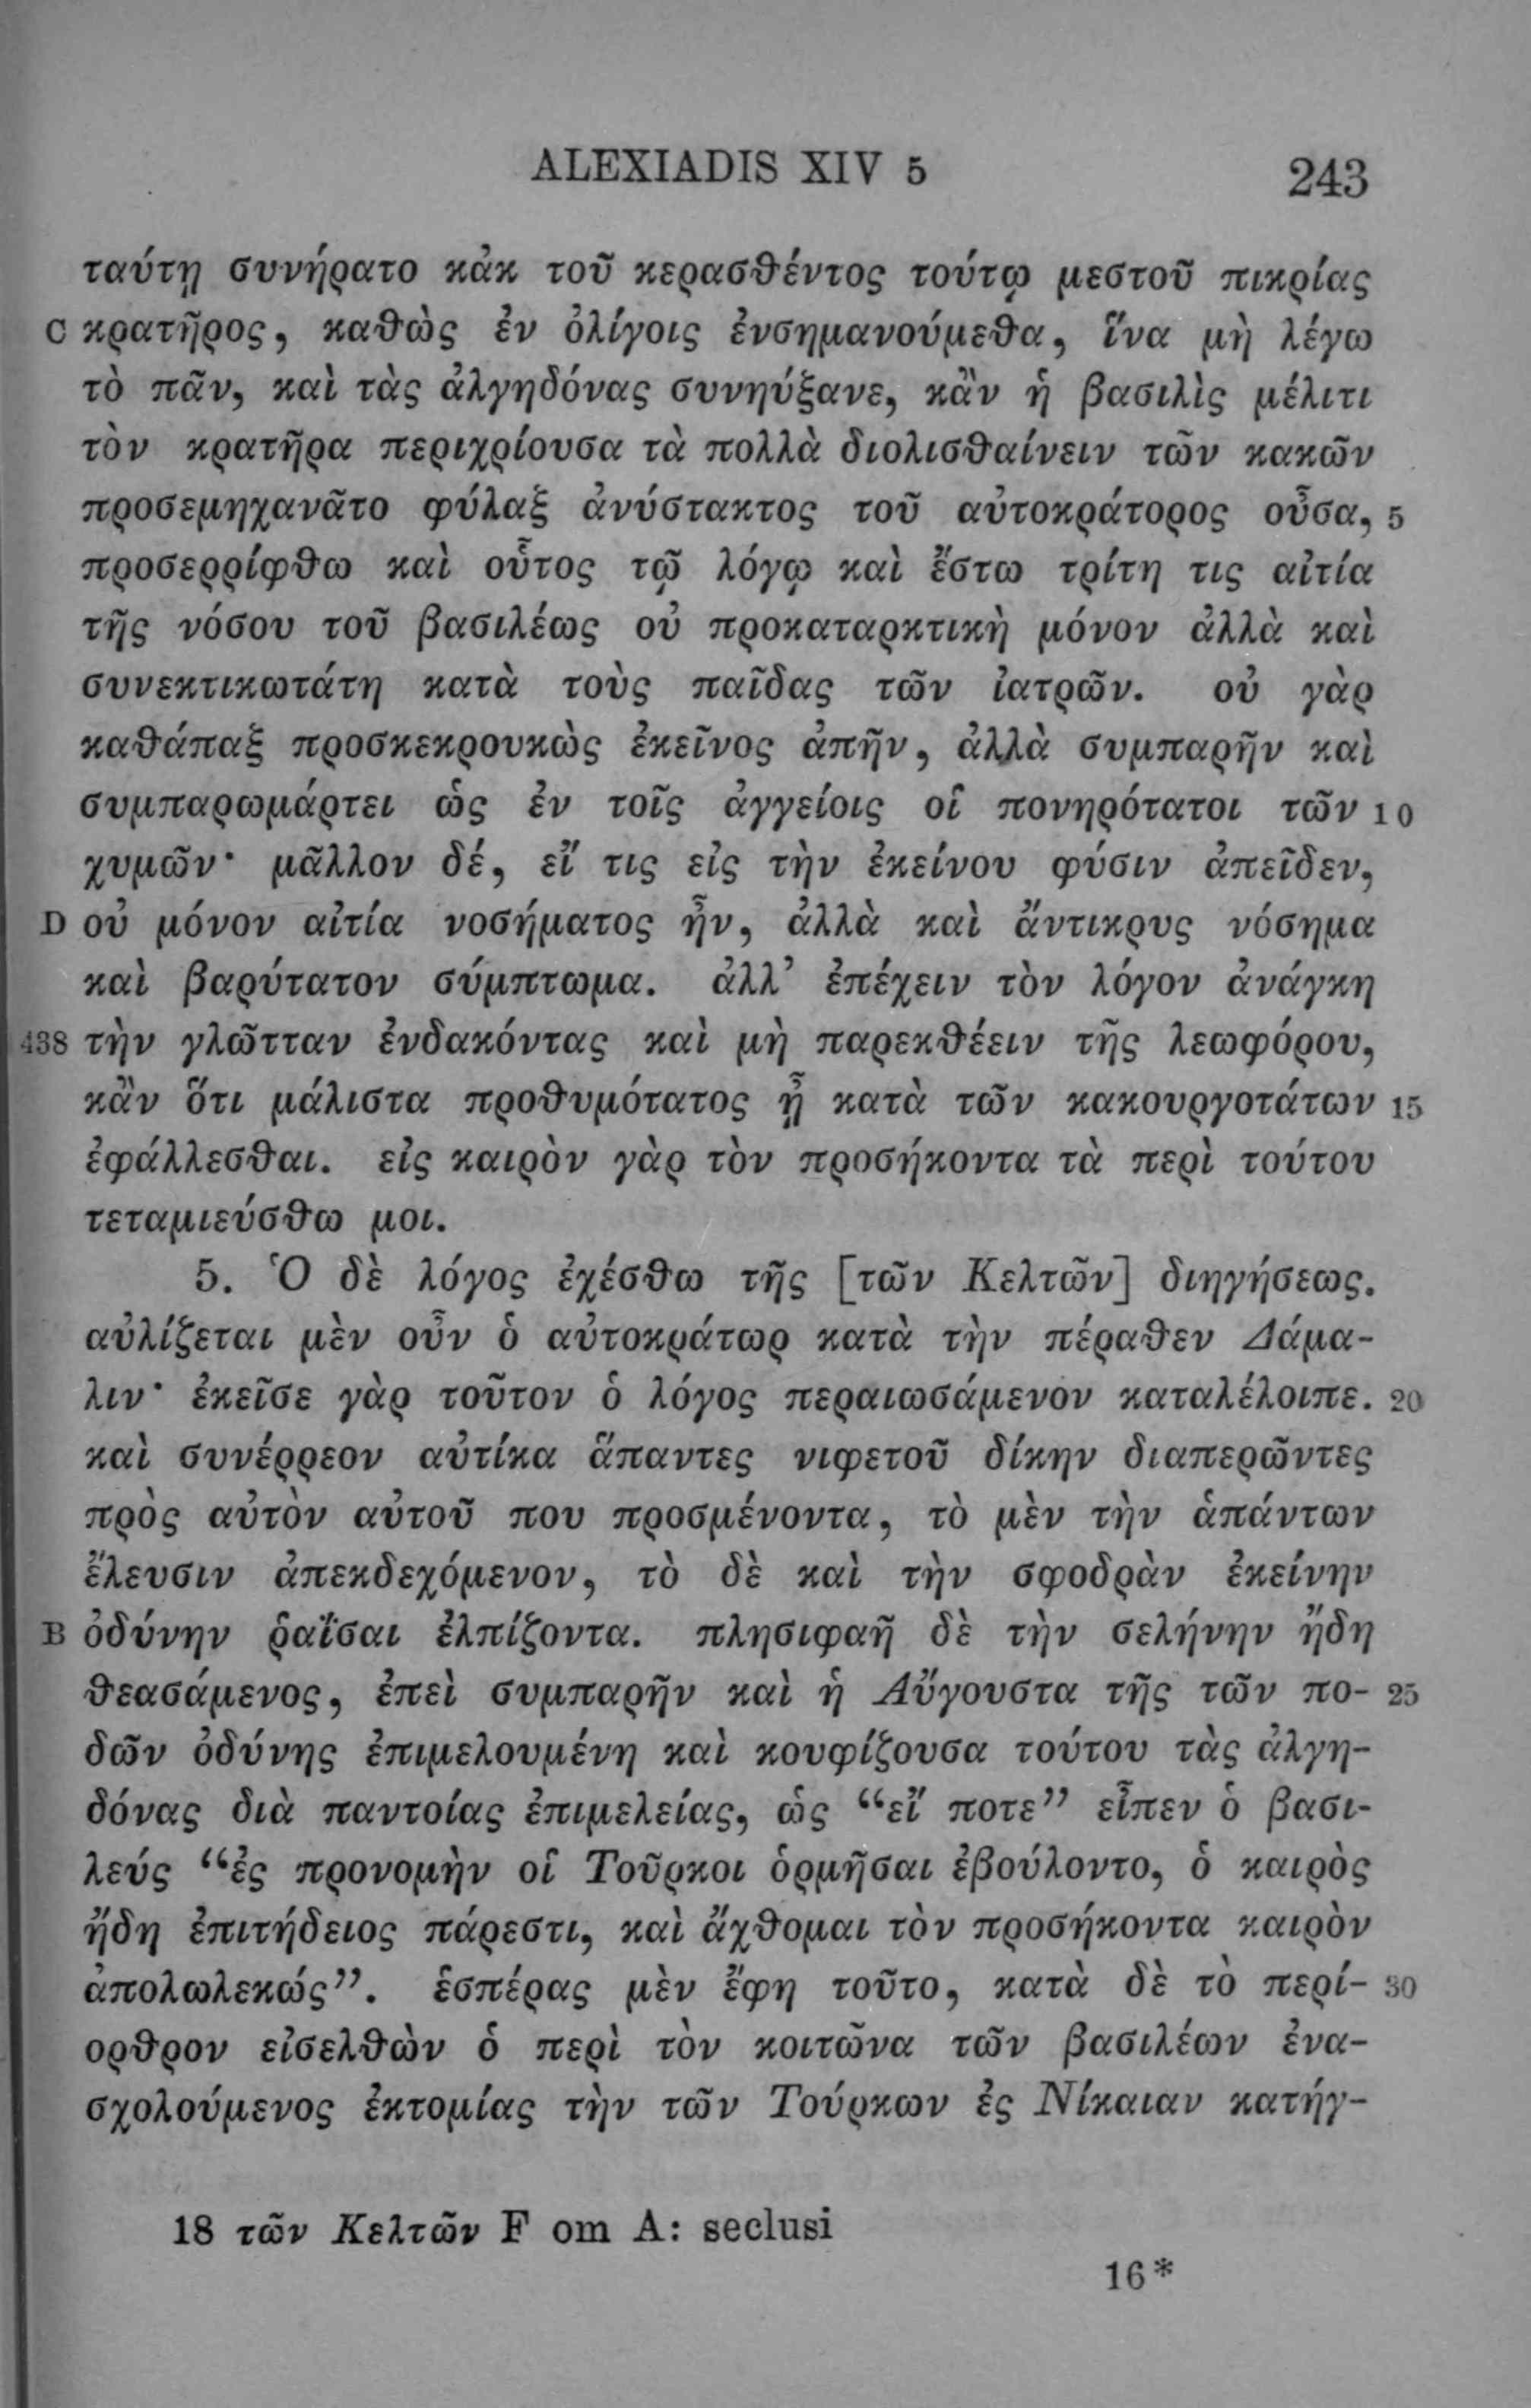 ALEXIADIS XIV 5 243
ταύτῃ συνήρατο κἀκ τοῦ κερασθέντος τούτῳ μεστοῦ πικρίας
C κρατῆρος, καθὼς ἐν ὀλίγοις ἐνσημανούμεθα, ἵνα μὴ λέγω
τὸ πᾶν, καὶ τὰς ἀλγηδόνας συνηύξανε, κἂν ἡ βασιλὶς μέλιτι
τὸν κρατῆρα περιχρίουσα τὰ πολλὰ διολισθαίνειν τῶν κακῶν
προσεμηχανᾶτο φύλαξ ἀνύστακτος τοῦ αὐτοκράτορος οὖσα, 5
προσερρίφθω καὶ οὗτος τῷ λόγῳ καὶ ἔστω τρίτη τις αἰτία
τῆς νόσου τοῦ βασιλέως οὐ προκαταρκτικὴ μόνον ἀλλὰ καὶ
συνεκτικωτάτη κατὰ τοὺς παῖδας τῶν ἰατρῶν. οὐ γὰρ
καθάπαξ προσκεκρουκὼς ἐκεῖνος ἀπῆν, ἀλλὰ συμπαρῆν καὶ
συμπαρωμάρτει ὡς ἐν τοῖς ἀγγείοις οἱ πονηρότατοι τῶν 10
χυμῶν· μᾶλλον δέ, εἴ τις εἰς τὴν ἐκείνου φύσιν ἀπεῖδεν,
D οὐ μόνον αἰτία νοσήματος ἦν, ἀλλὰ καὶ ἄντικρυς νόσημα
καὶ βαρύτατον σύμπτωμα. ἀλλ’ ἐπέχειν τὸν λόγον ἀνάγκη
438 τὴν γλῶτταν ἐνδακόντας καὶ μὴ παρεκθέειν τῆς λεωφόρου,
κἂν ὅτι μάλιστα προθυμότατος ᾖ κατὰ τῶν κακουργοτάτων 15
ἐφάλλεσθαι. εἰς καιρὸν γὰρ τὸν προσήκοντα τὰ περὶ τούτου
τεταμιεύσθω μοι.
5. Ὁ δὲ λόγος ἐχέσθω τῆς [τῶν Κελτῶν] διηγήσεως.
αὐλίζεται μὲν οὖν ὁ αὐτοκράτωρ κατὰ τὴν πέραθεν Δάμα-
λιν· ἐκεῖσε γὰρ τοῦτον ὁ λόγος περαιωσάμενον καταλέλοιπε. 20
καὶ συνέρρεον αὐτίκα ἅπαντες νιφετοῦ δίκην διαπερῶντες
πρὸς αὐτὸν αὐτοῦ που προσμένοντα, τὸ μὲν τὴν ἁπάντων
ἔλευσιν ἀπεκδεχόμενον, τὸ δὲ καὶ τὴν σφοδρὰν ἐκείνην
B ὀδύνην ῥαΐσαι ἐλπίζοντα. πλησιφαῆ δὲ τὴν σελήνην ἤδη
θεασάμενος, ἐπεὶ συμπαρῆν καὶ ἡ Αὔγουστα τῆς τῶν πο- 25
δῶν ὀδύνης ἐπιμελουμένη καὶ κουφίζουσα τούτου τὰς ἀλγη-
δόνας διὰ παντοίας ἐπιμελείας, ὡς “εἴ ποτε” εἶπεν ὁ βασι-
λεύς “ἐς προνομὴν οἱ Τοῦρκοι ὁρμῆσαι ἐβούλοντο, ὁ καιρὸς
ἤδη ἐπιτήδειος πάρεστι, καὶ ἄχθομαι τὸν προσήκοντα καιρὸν
ἀπολωλεκώς”. ἑσπέρας μὲν ἔφη τοῦτο, κατὰ δὲ τὸ περί- 30
ορθρον εἰσελθὼν ὁ περὶ τὸν κοιτῶνα τῶν βασιλέων ἐνα-
σχολούμενος ἐκτομίας τὴν τῶν Τούρκων ἐς Νίκαιαν κατήγ-
18 τῶν Κελτῶν F om A: seclusi
16*